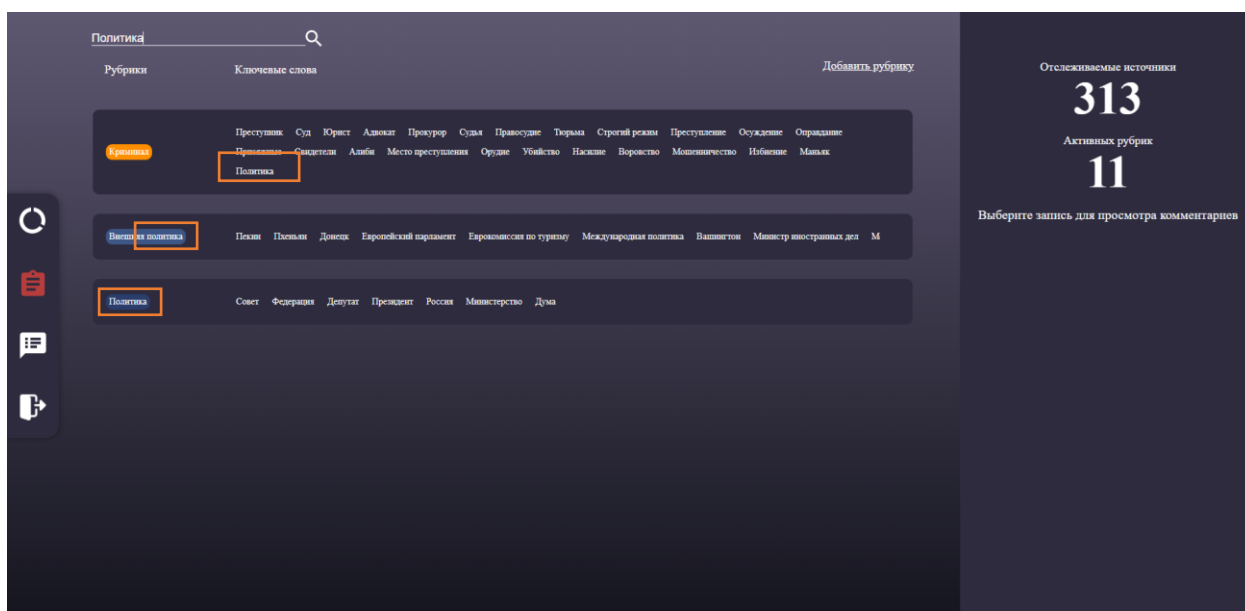 Политика
Рубрики Ключевые слова Добавить рубрику
Преступник Суд Юрист Адвокат Прокурор Судья Правосудие Тюрьма Строгий режим Преступление Осуждение Оправдание
Криминал Присяжные Свидетели Алиби Место преступления Орудие Убийство Насилие Воровство Мошенничество Избиение Маньяк
Политика
Внешняя политика Пекин Пхеньян Донецк Европейский парламент Еврокомиссия по туризму Международная политика Вашингтон Министр иностранных дел М
Политика Совет Федерация Депутат Президент Россия Министерство Дума
Отслеживаемые источники
313
Активных рубрик
11
Выберите запись для просмотра комментариев